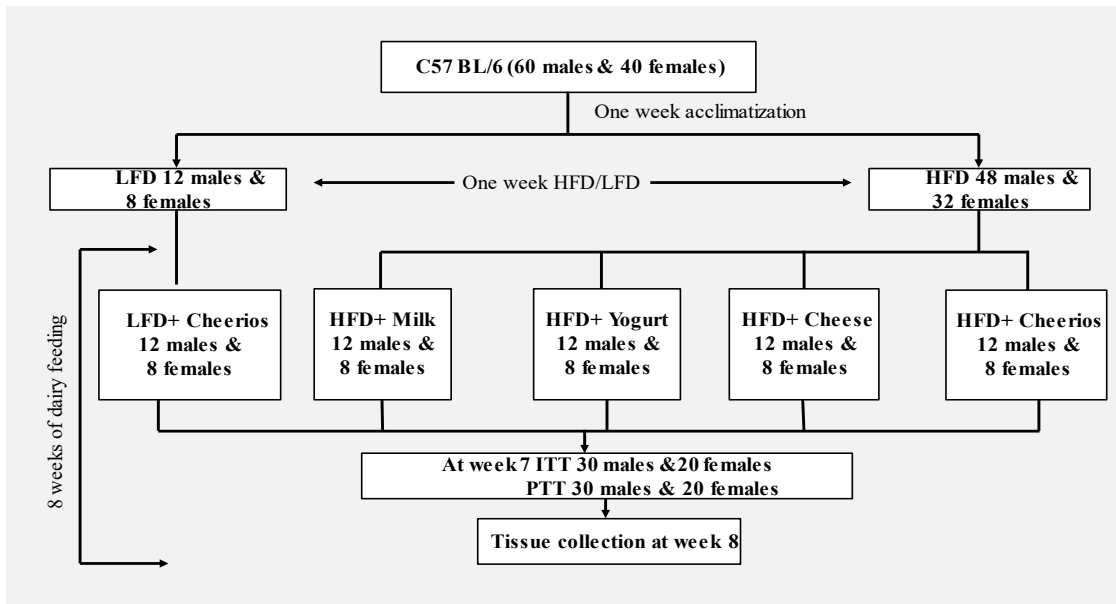 C57 BL/6 (60 males & 40 females)
One week acclimatization
LFD 12 males &
8 females
One week HFD/LFD
HFD 48 males &
32 females
8 weeks of dairy feeding
LFD+ Cheerios
12 males &
8 females
HFD+ Milk
12 males &
8 females
HFD+ Yogurt
12 males &
8 females
HFD+ Cheese
12 males &
8 females
HFD+ Cheerios
12 males &
8 females
At week 7 ITT 30 males &20 females
PTT 30 males & 20 females
Tissue collection at week 8